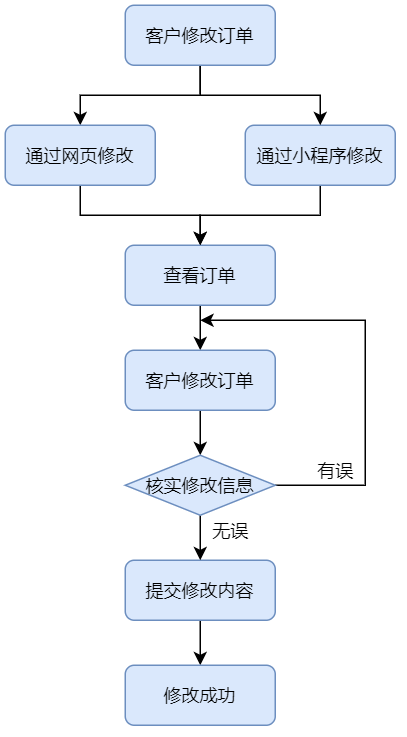 客户修改订单
通过网页修改
通过小程序修改
查看订单
客户修改订单
核实修改信息
有误
无误
提交修改内容
修改成功